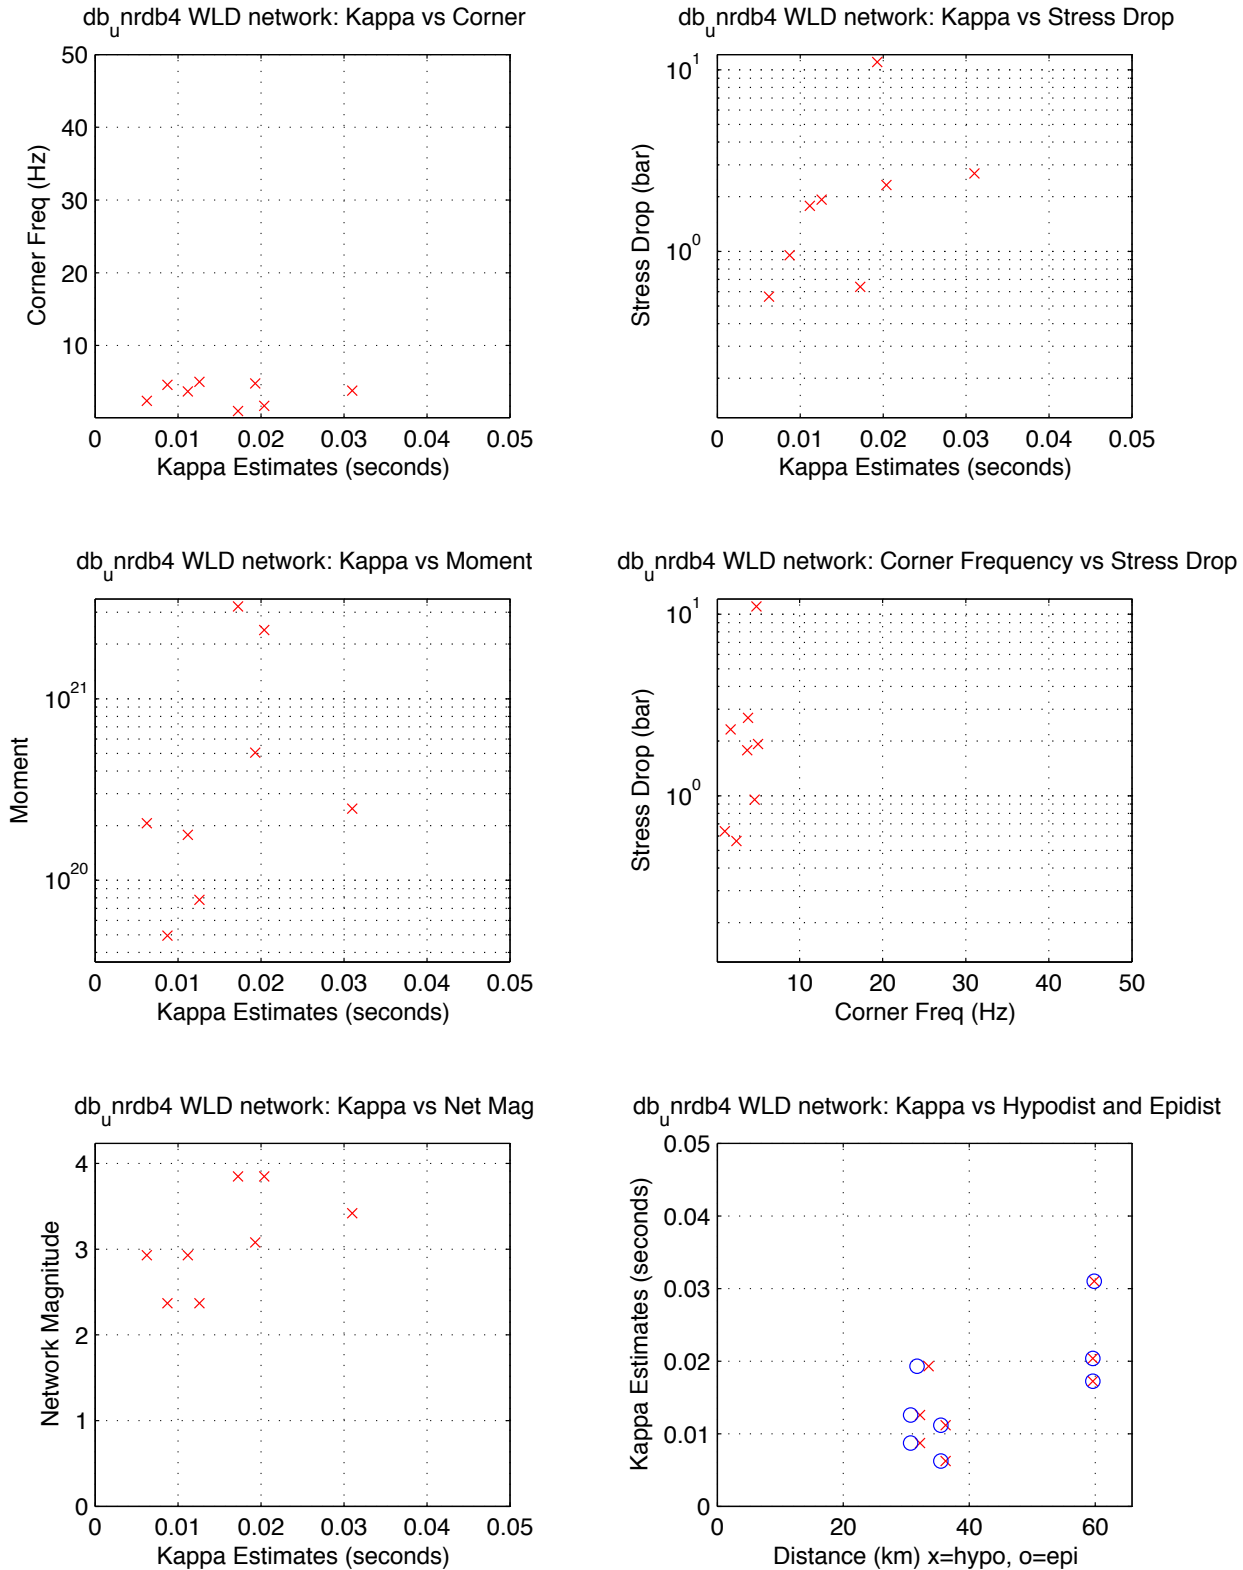 db_unrdb4 WLD network: Kappa vs Corner
50
40
30
20
10
Corner Freq (Hz)
0 0.01 0.02 0.03 0.04 0.05
Kappa Estimates (seconds)
db_unrdb4 WLD network: Kappa vs Stress Drop
10^1
10^0
Stress Drop (bar)
0 0.01 0.02 0.03 0.04 0.05
Kappa Estimates (seconds)
db_unrdb4 WLD network: Kappa vs Moment
10^21
10^20
Moment
0 0.01 0.02 0.03 0.04 0.05
Kappa Estimates (seconds)
db_unrdb4 WLD network: Corner Frequency vs Stress Drop
10^1
10^0
Stress Drop (bar)
10 20 30 40 50
Corner Freq (Hz)
db_unrdb4 WLD network: Kappa vs Net Mag
4
3
2
1
0
Network Magnitude
0 0.01 0.02 0.03 0.04 0.05
Kappa Estimates (seconds)
db_unrdb4 WLD network: Kappa vs Hypodist and Epidist
0.05
0.04
0.03
0.02
0.01
0
Kappa Estimates (seconds)
0 20 40 60
Distance (km) x=hypo, o=epi